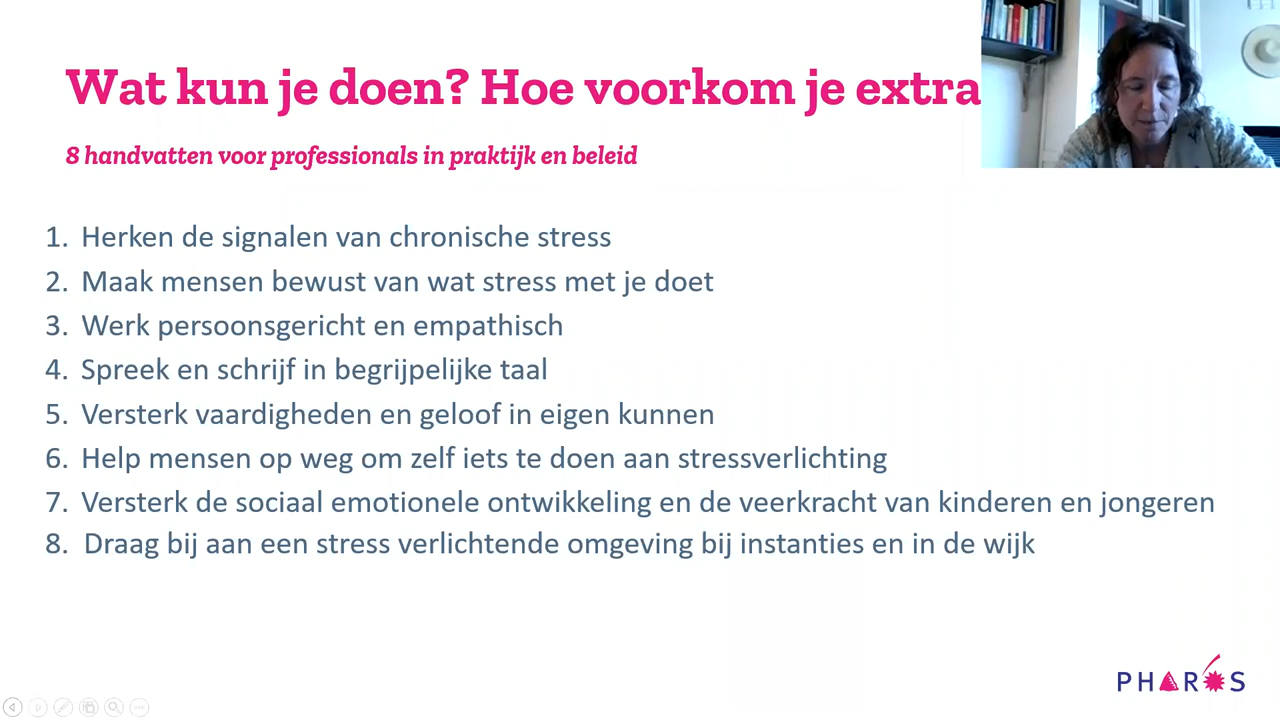 Wat kun je doen? Hoe voorkom je extra
8 handvatten voor professionals in praktijk en beleid
1. Herken de signalen van chronische stress
2. Maak mensen bewust van wat stress met je doet
3. Werk persoonsgericht en empathisch
4. Spreek en schrijf in begrijpelijke taal
5. Versterk vaardigheden en geloof in eigen kunnen
6. Help mensen op weg om zelf iets te doen aan stressverlichting
7. Versterk de sociaal emotionele ontwikkeling en de veerkracht van kinderen en jongeren
8. Draag bij aan een stress verlichtende omgeving bij instanties en in de wijk
PHAROS